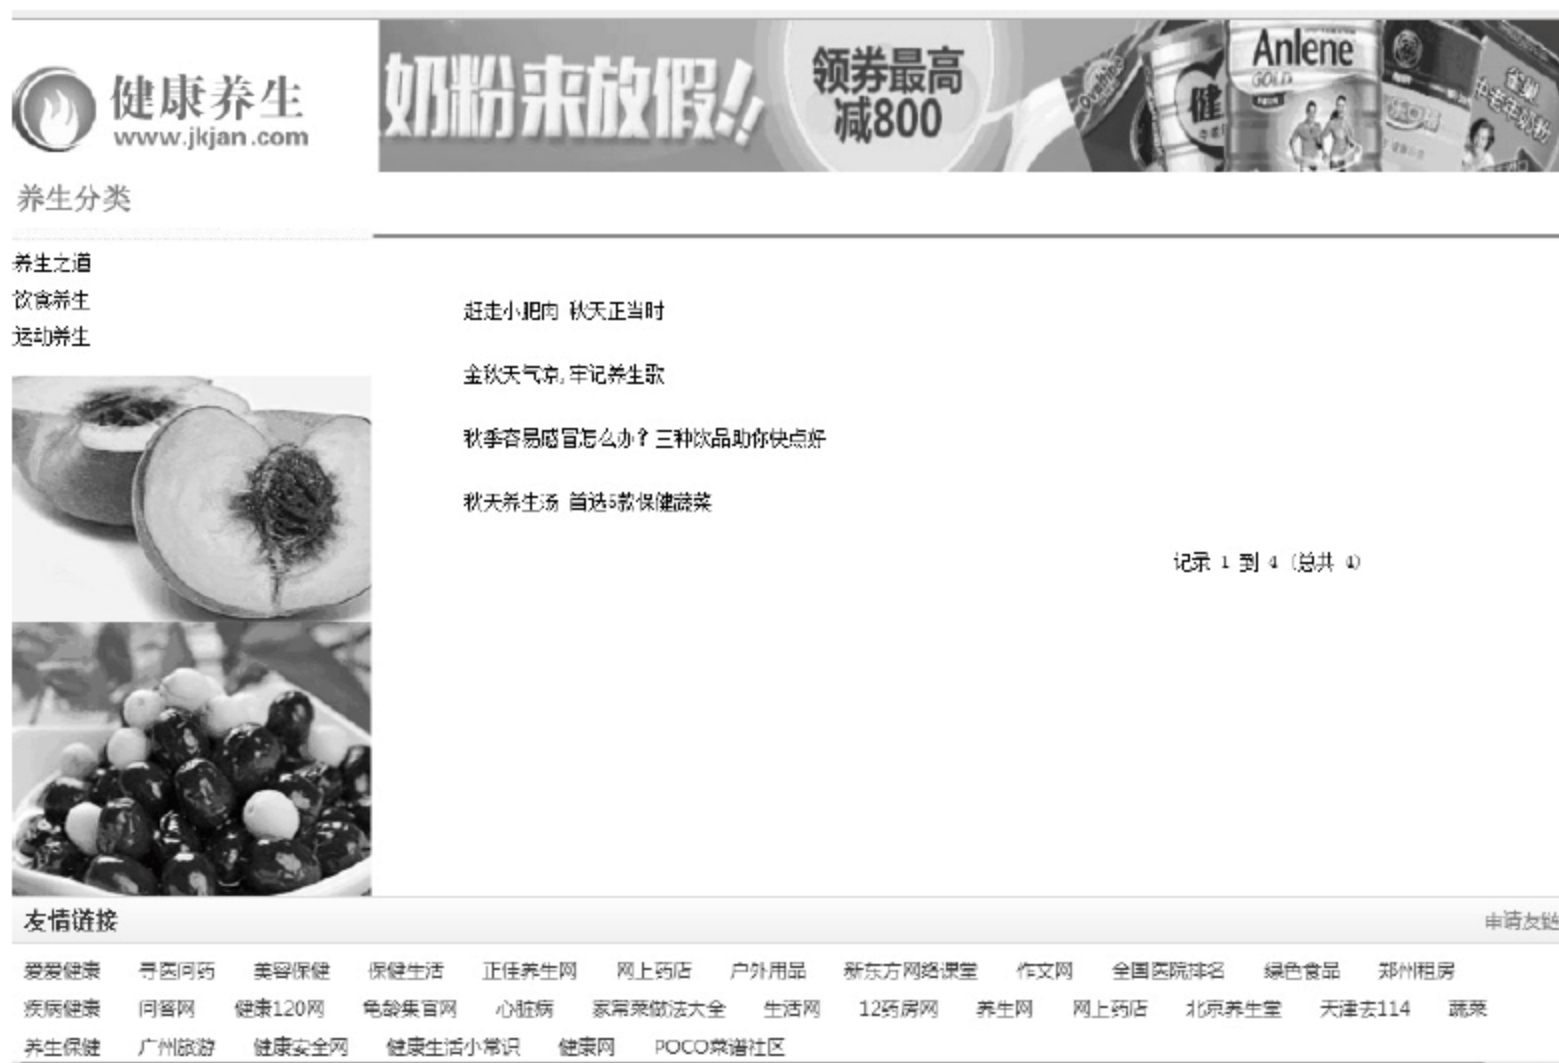 健康养生
www.jkjan.com
奶粉来放假!!
领券最高
减800
Anlene
GOLD
养生分类
养生之道
饮食养生
运动养生
赶走小肥肉 秋天正当时
金秋天气凉,牢记养生歌
秋季容易感冒怎么办？三种饮品助你快点好
秋天养生汤 首选5款保健蔬菜
记录 1 到 4 (总共 4)
友情链接 申请友链
爱爱健康 寻医问药 美容保健 保健生活 正佳养生网 网上药店 户外用品 新东方网络课堂 作文网 全国医院排名 绿色食品 郑州租房
疾病健康 问答网 健康120网 龟龄集官网 心脏病 家常菜做法大全 生活网 12药房网 养生网 网上药店 北京养生堂 天津去114 蔬菜
养生保健 广州旅游 健康安全网 健康生活小常识 健康网 POCO菜谱社区